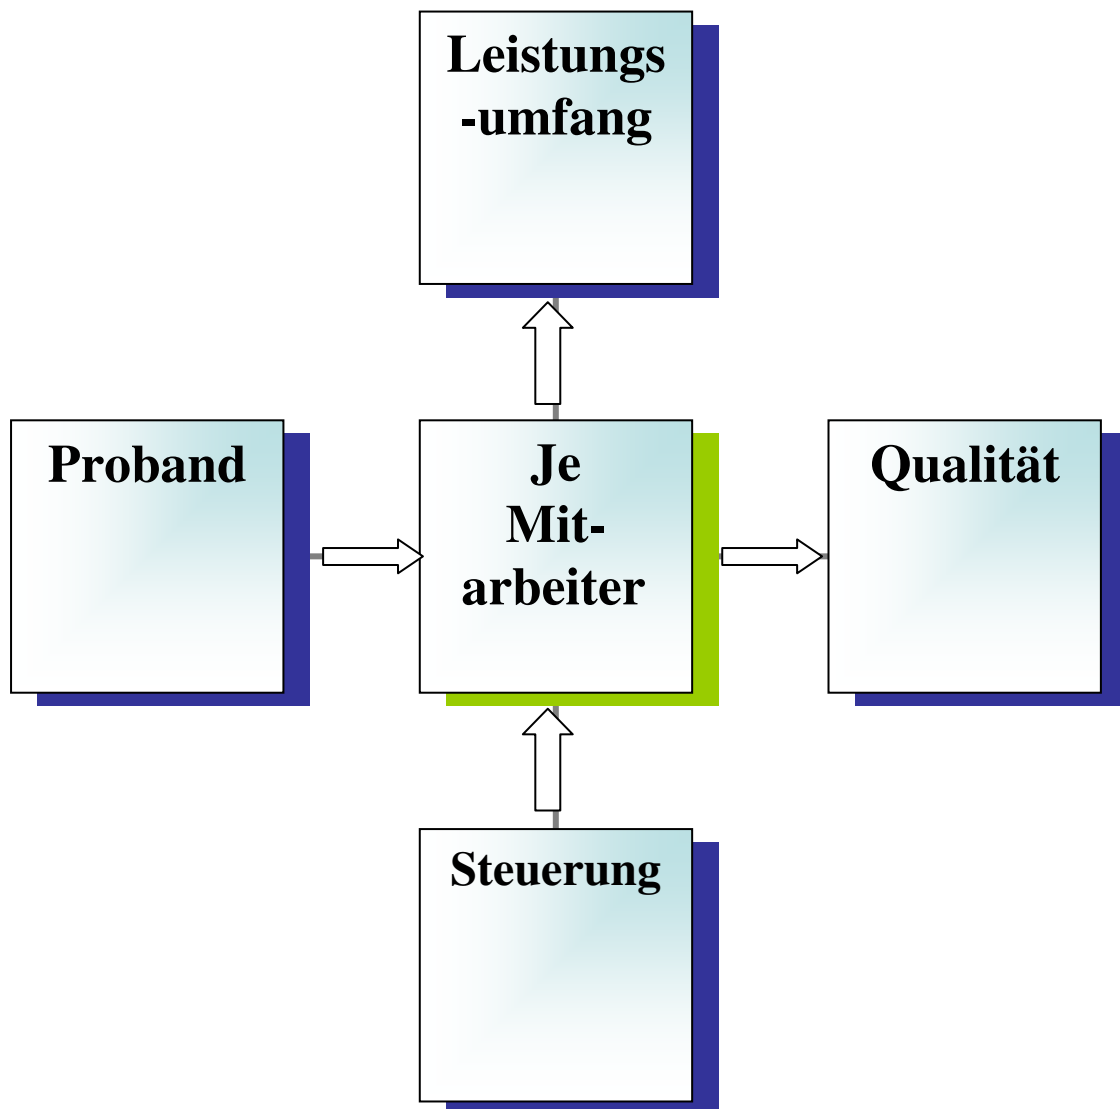 Leistungs
-umfang
Proband
Je
Mit-
arbeiter
Qualität
Steuerung